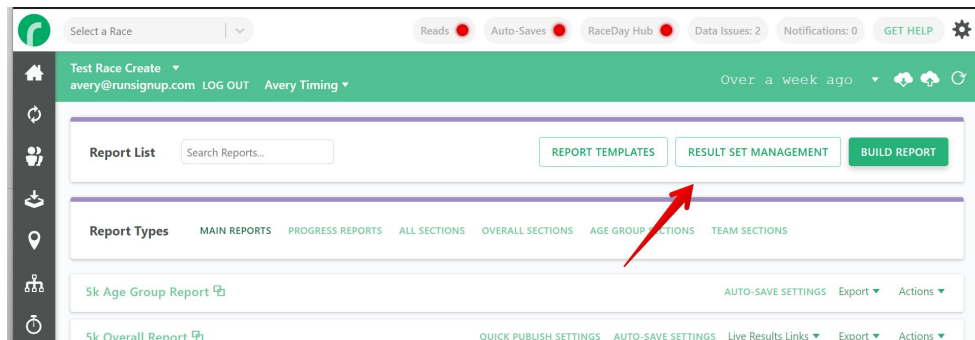 Select a Race
Reads
Auto-Saves
RaceDay Hub
Data Issues: 2
Notifications: 0
GET HELP
Test Race Create
avery@runsignup.com LOG OUT Avery Timing
Over a week ago
Report List
Search Reports...
REPORT TEMPLATES
RESULT SET MANAGEMENT
BUILD REPORT
Report Types
MAIN REPORTS
PROGRESS REPORTS
ALL SECTIONS
OVERALL SECTIONS
AGE GROUP SECTIONS
TEAM SECTIONS
5k Age Group Report
AUTO-SAVE SETTINGS
Export
Actions
5k Overall Report
QUICK PUBLISH SETTINGS
AUTO-SAVE SETTINGS
Live Results Links
Export
Actions